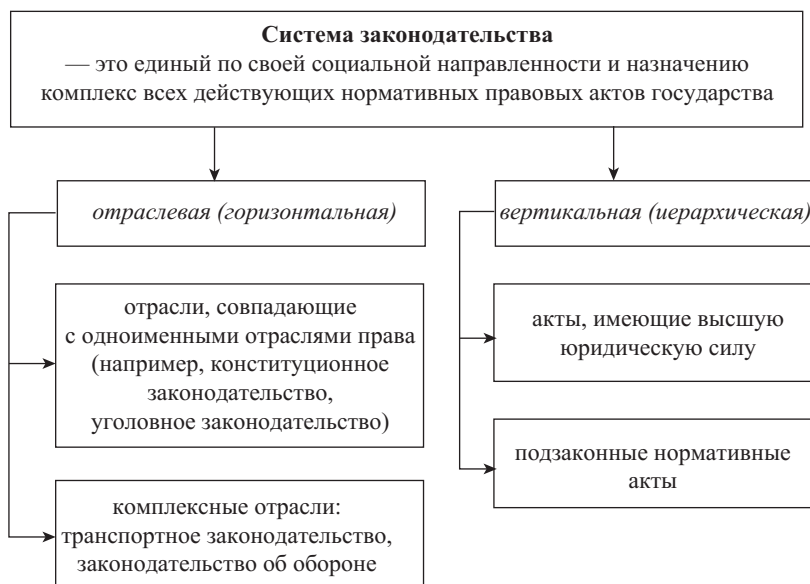 Система законодательства
— это единый по своей социальной направленности и назначению
комплекс всех действующих нормативных правовых актов государства
отраслевая (горизонтальная)
вертикальная (иерархическая)
отрасли, совпадающие
с одноименными отраслями права
(например, конституционное
законодательство,
уголовное законодательство)
акты, имеющие высшую
юридическую силу
подзаконные нормативные
акты
комплексные отрасли:
транспортное законодательство,
законодательство об обороне